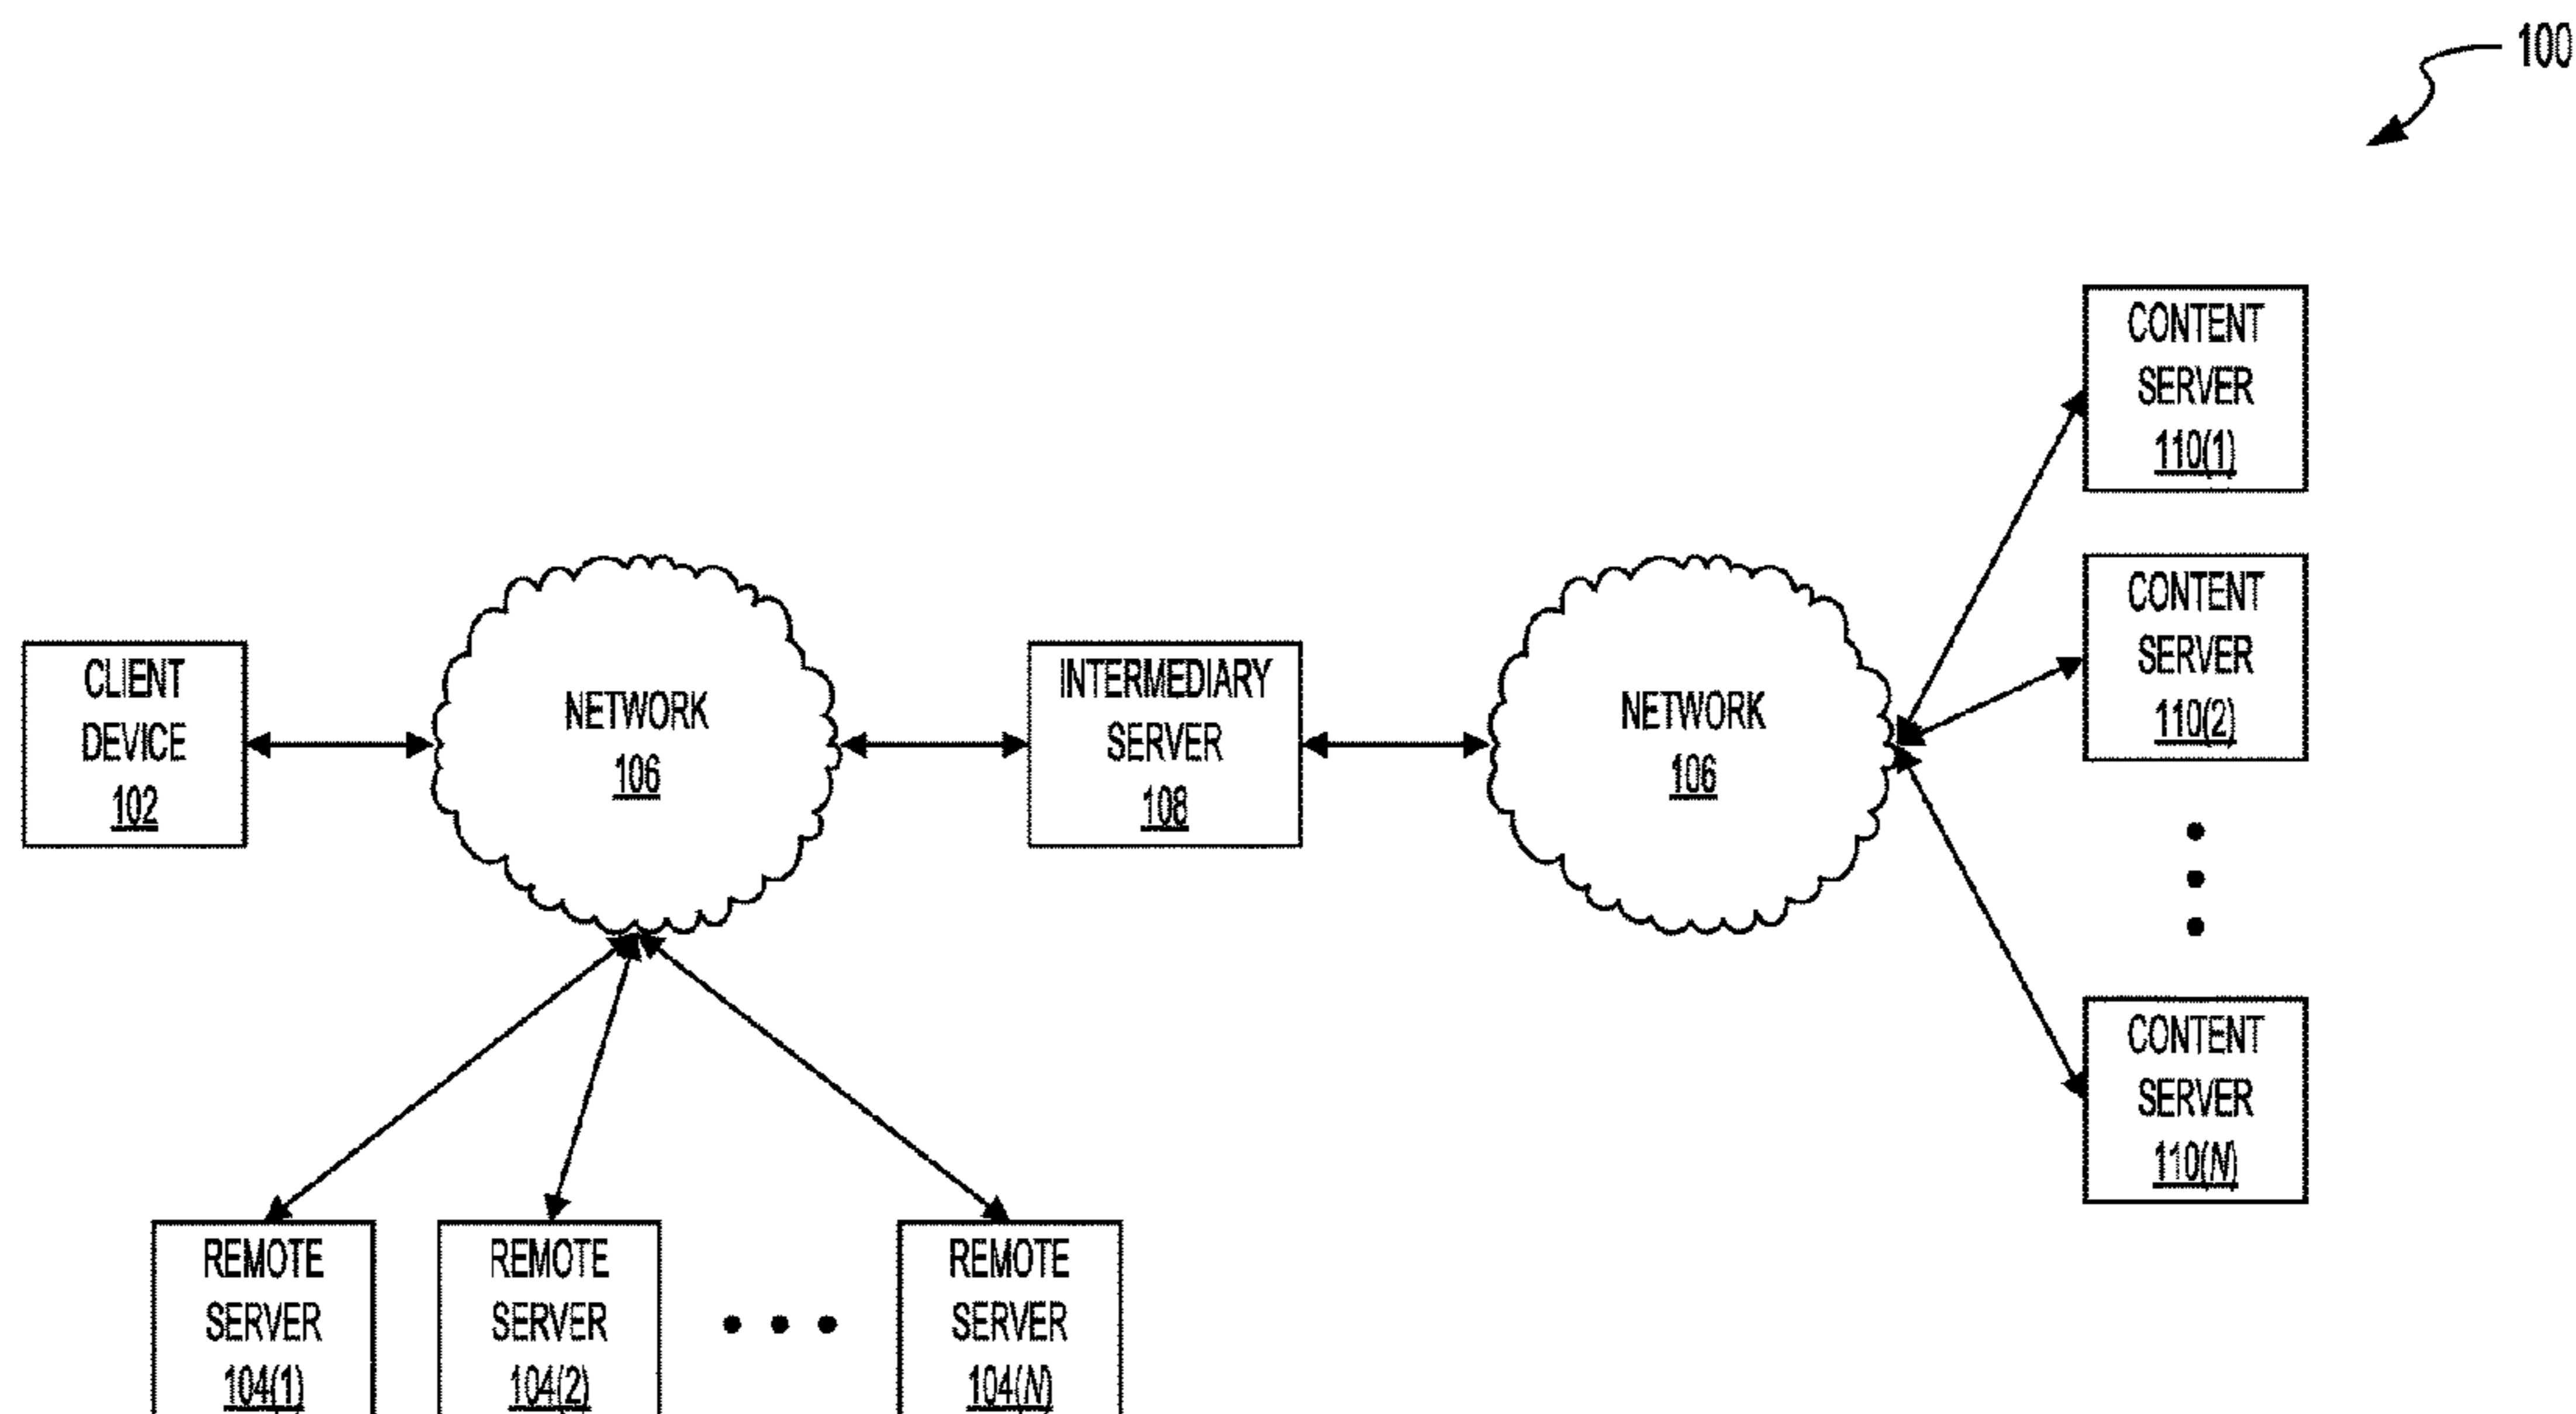 100
CONTENT
SERVER
110(1)
CONTENT
SERVER
110(2)
CLIENT
DEVICE
102
NETWORK
106
INTERMEDIARY
SERVER
108
NETWORK
106
CONTENT
SERVER
110(N)
REMOTE
SERVER
104(1)
REMOTE
SERVER
104(2)
REMOTE
SERVER
104(N)